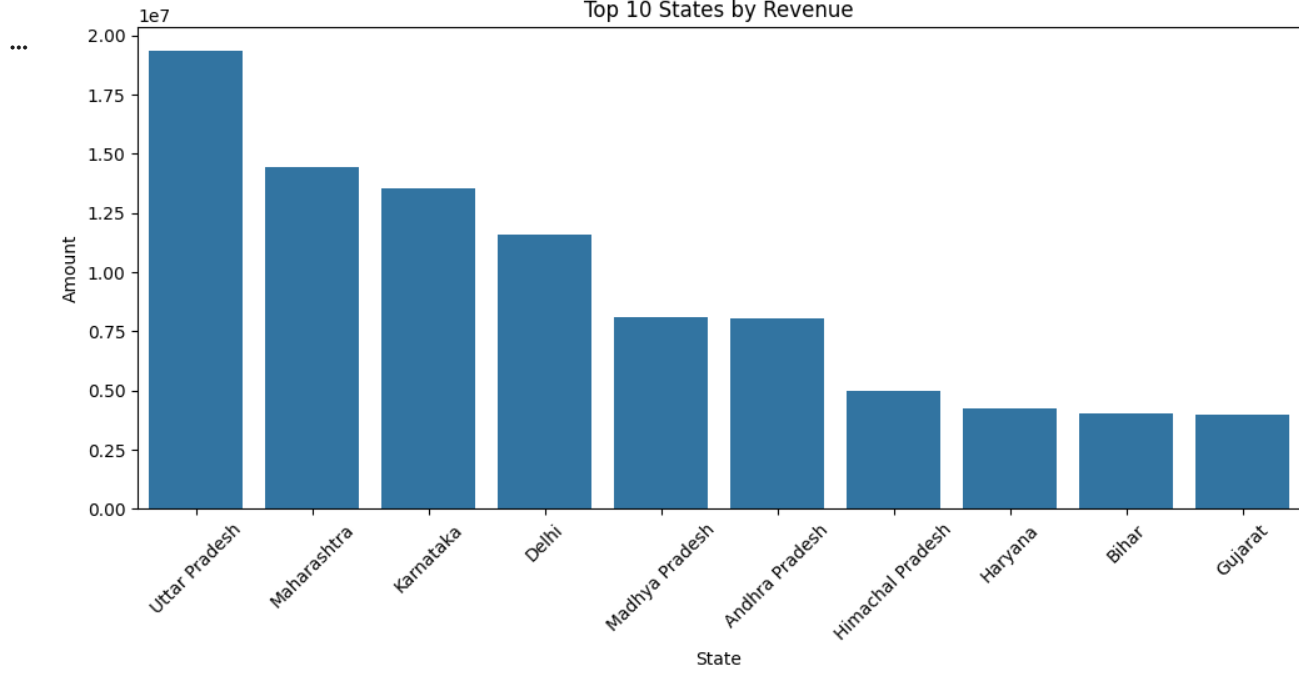 Top 10 States by Revenue
1e7
...
2.00
1.75
1.50
1.25
1.00
0.75
0.50
0.25
0.00
Amount
Uttar Pradesh
Maharashtra
Karnataka
Delhi
Madhya Pradesh
Andhra Pradesh
Himachal Pradesh
Haryana
Bihar
Gujarat
State